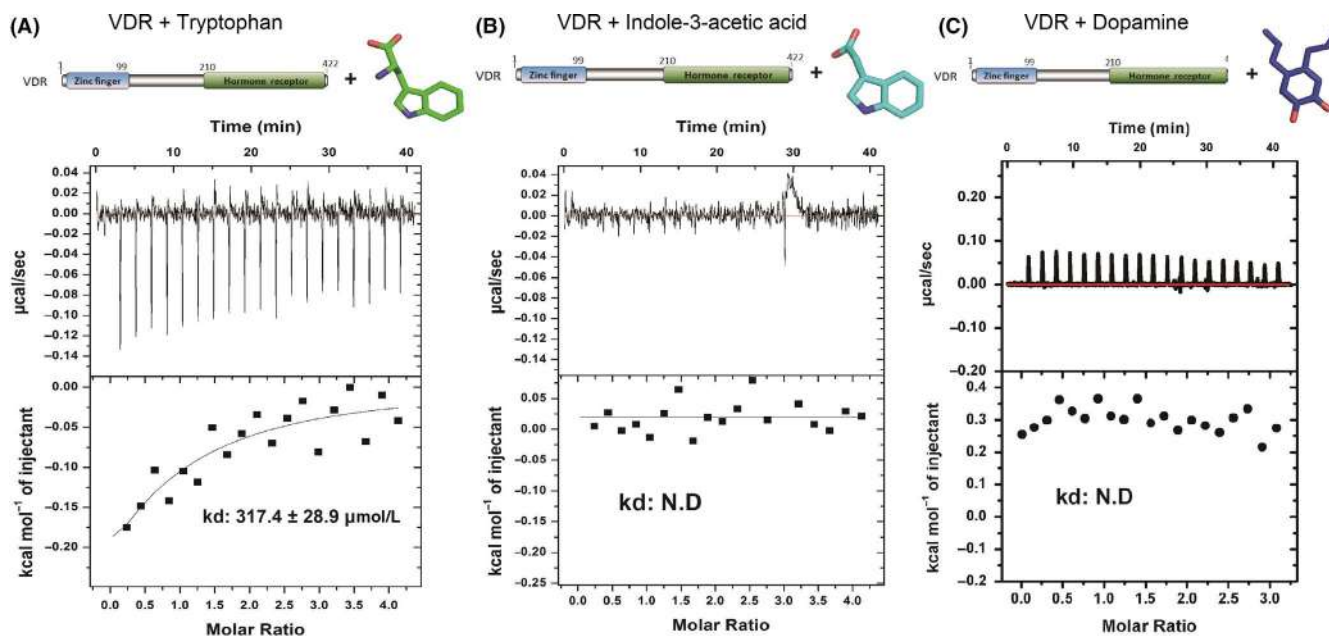 (A) VDR + Tryptophan
1 99 210 422
VDR Zinc finger Hormone receptor +
Time (min)
0 10 20 30 40
0.04
0.02
0.00
−0.02
−0.04
−0.06
−0.08
−0.10
−0.12
−0.14
µcal/sec
0.00
−0.05
−0.10
−0.15
−0.20
kcal mol⁻¹ of injectant
kd: 317.4 ± 28.9 µmol/L
0.0 0.5 1.0 1.5 2.0 2.5 3.0 3.5 4.0
Molar Ratio
(B) VDR + Indole-3-acetic acid
1 99 210 422
VDR Zinc finger Hormone receptor +
Time (min)
0 10 20 30 40
0.04
0.02
0.00
−0.02
−0.04
−0.06
−0.08
−0.10
−0.12
−0.14
µcal/sec
0.05
0.00
−0.05
−0.10
−0.15
−0.20
−0.25
kcal mol⁻¹ of injectant
kd: N.D
0.0 0.5 1.0 1.5 2.0 2.5 3.0 3.5 4.0
Molar Ratio
(C) VDR + Dopamine
1 99 210 4
VDR Zinc finger Hormone receptor +
Time (min)
0 10 20 30 40
0.20
0.10
0.00
−0.10
−0.20
µcal/sec
0.4
0.3
0.2
0.1
0.0
−0.1
−0.2
kcal mol⁻¹ of injectant
kd: N.D
0.0 0.5 1.0 1.5 2.0 2.5 3.0
Molar Ratio